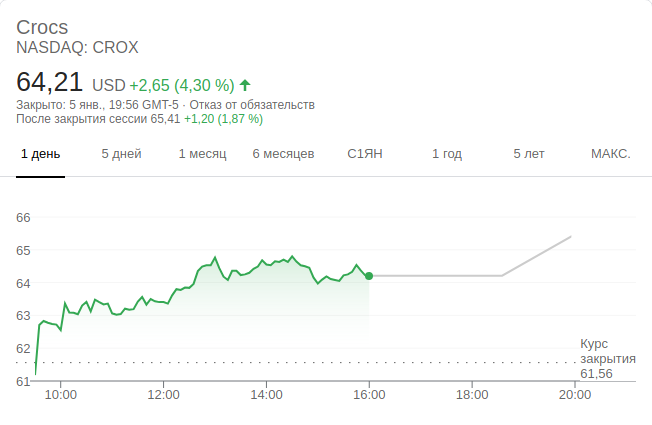 Crocs
NASDAQ: CROX
64,21 USD +2,65 (4,30 %)
Закрыто: 5 янв., 19:56 GMT-5 · Отказ от обязательств
После закрытия сессии 65,41 +1,20 (1,87 %)
1 день 5 дней 1 месяц 6 месяцев С1ЯН 1 год 5 лет МАКС.
66
65
64
63
62
61
Курс
закрытия
61,56
10:00 12:00 14:00 16:00 18:00 20:00